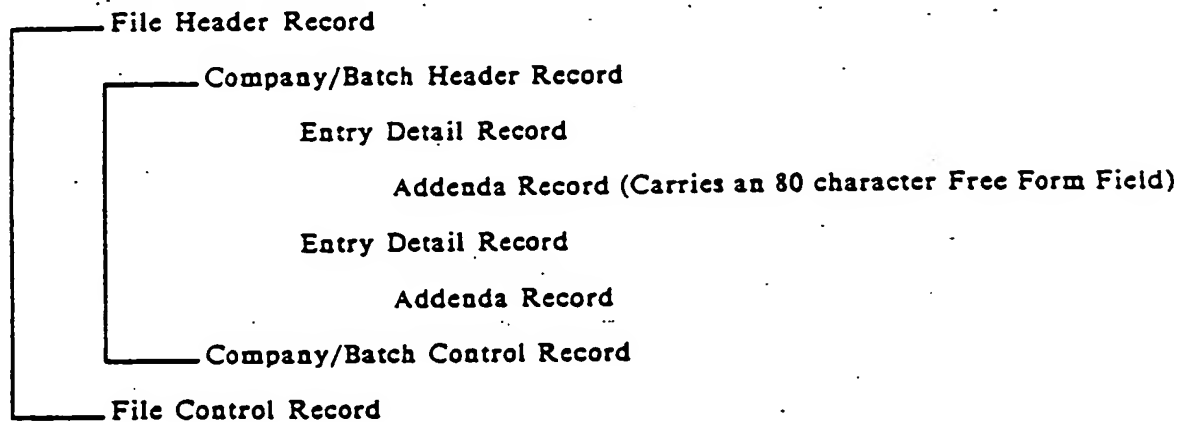 File Header Record
Company/Batch Header Record
Entry Detail Record
Addenda Record (Carries an 80 character Free Form Field)
Entry Detail Record
Addenda Record
Company/Batch Control Record
File Control Record